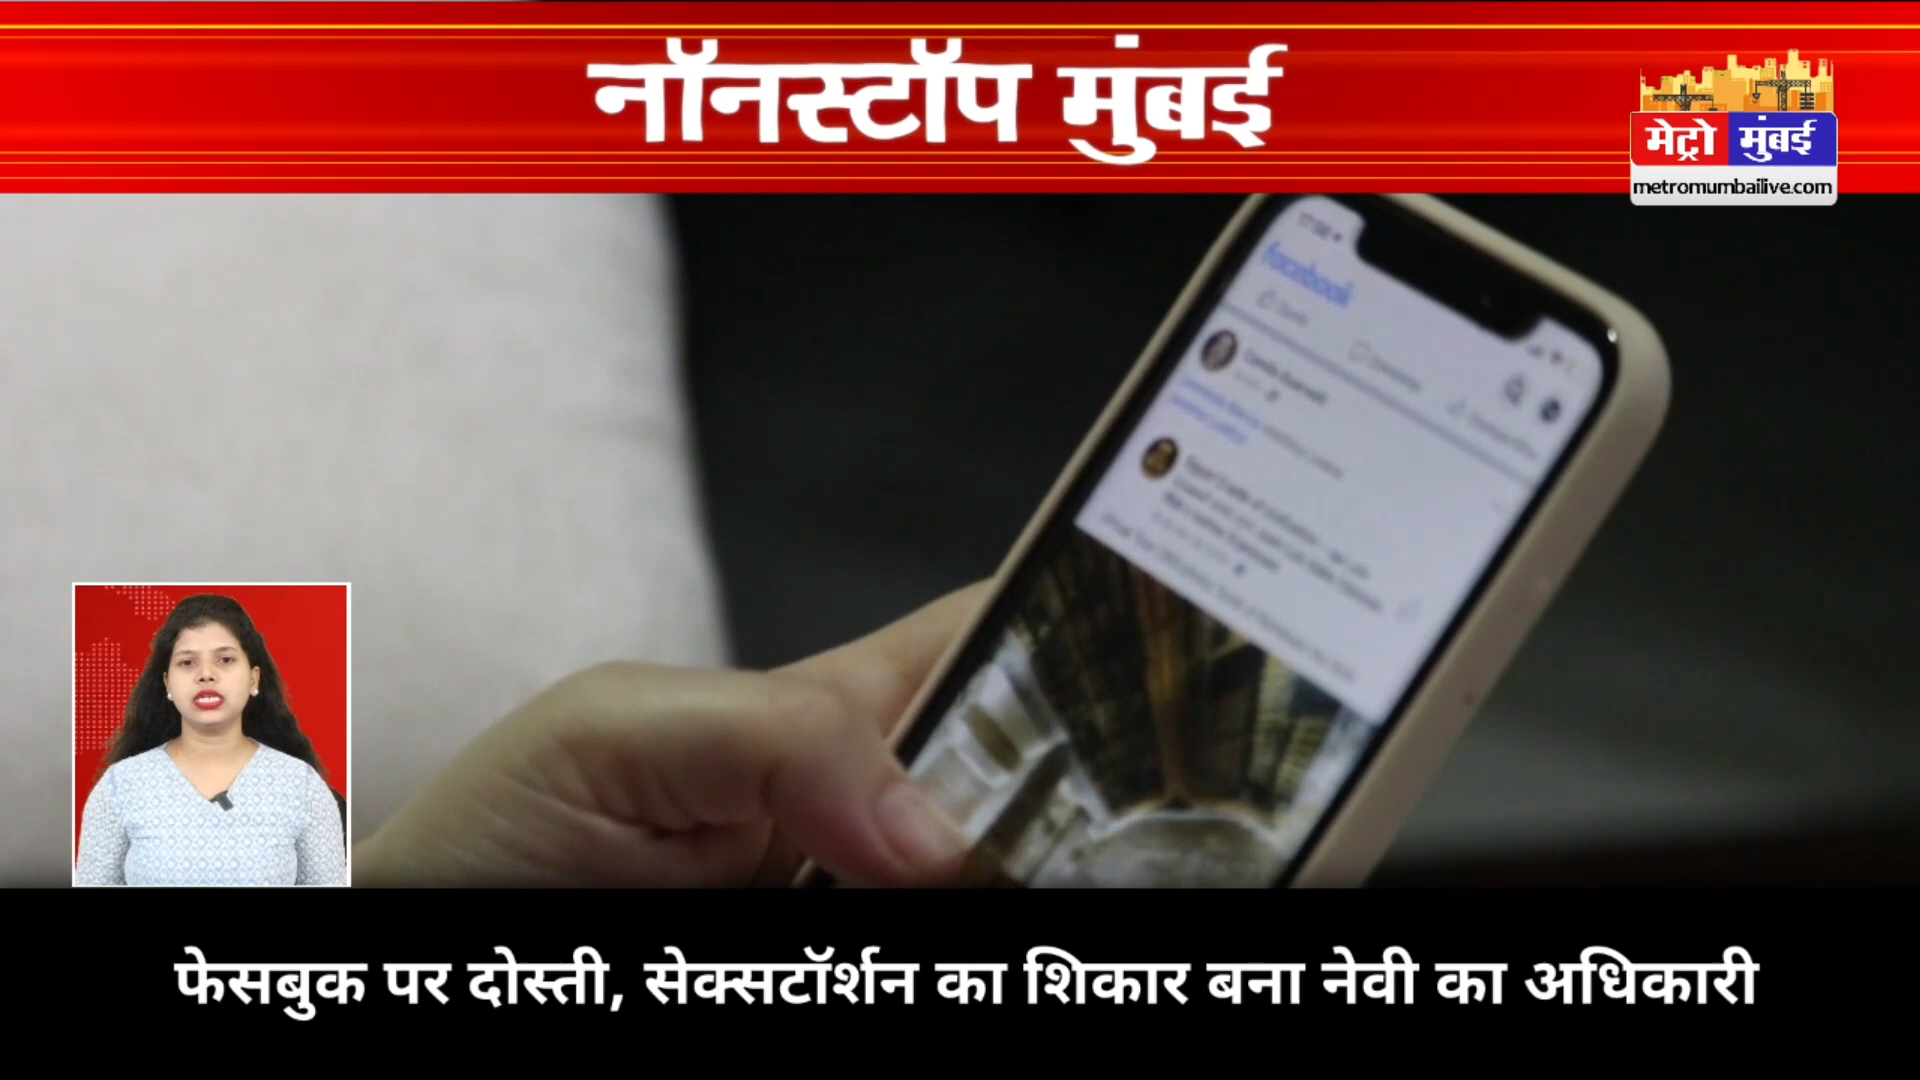 नॉनस्टॉप मुंबई
मेट्रो मुंबई
metromumbailive.com
facebook
फेसबुक पर दोस्ती, सेक्सटॉर्शन का शिकार बना नेवी का अधिकारी